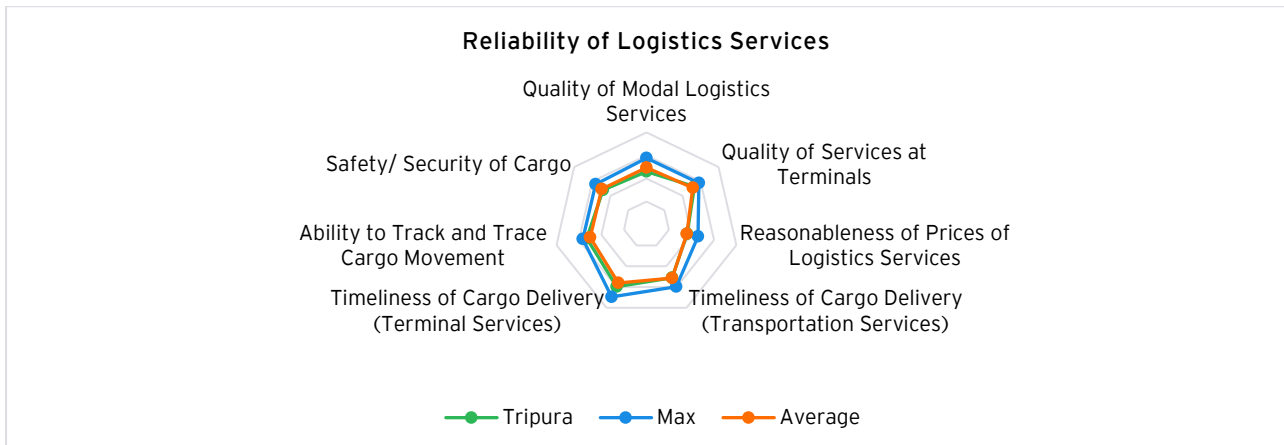 Reliability of Logistics Services
Quality of Modal Logistics
Services
Quality of Services at
Terminals
Reasonableness of Prices of
Logistics Services
Timeliness of Cargo Delivery
(Transportation Services)
Timeliness of Cargo Delivery
(Terminal Services)
Ability to Track and Trace
Cargo Movement
Safety/ Security of Cargo
Tripura
Max
Average